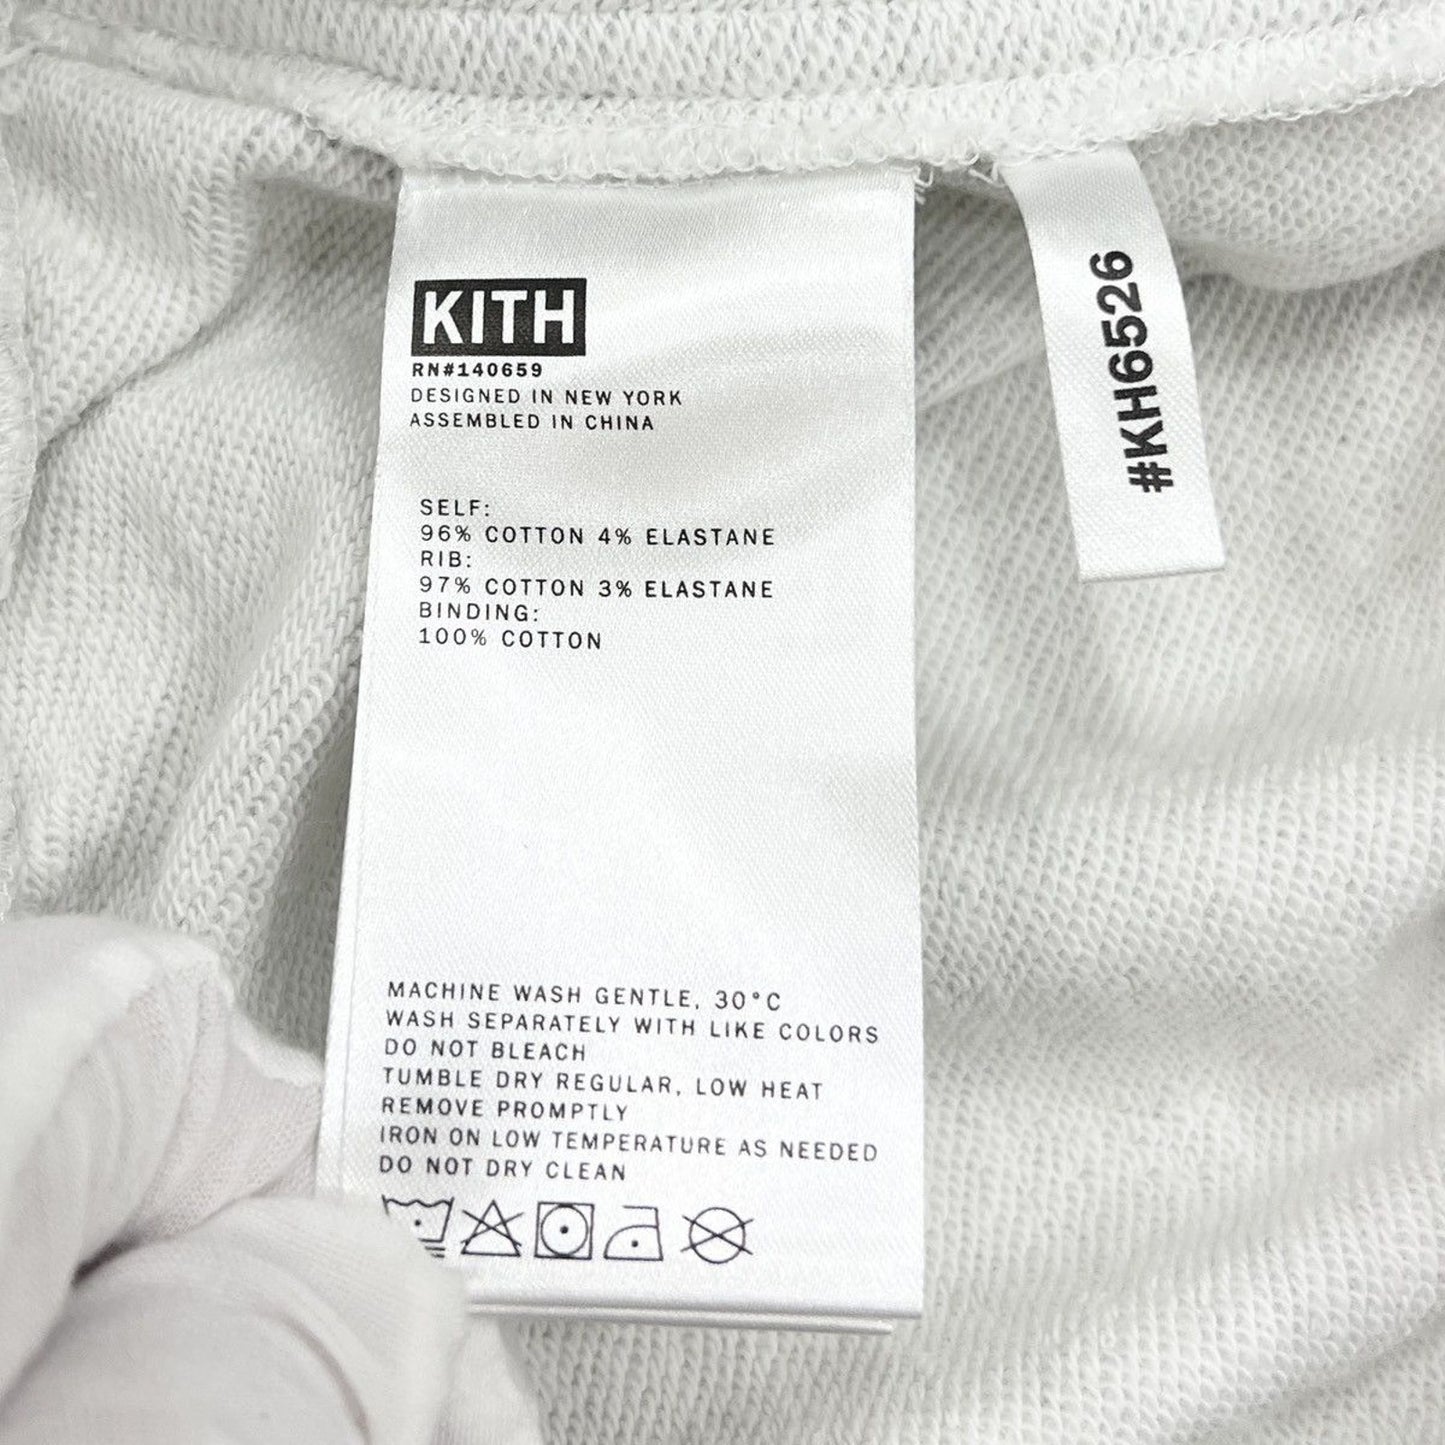 KITH
RN#140659
DESIGNED IN NEW YORK
ASSEMBLED IN CHINA
SELF:
96% COTTON 4% ELASTANE
RIB:
97% COTTON 3% ELASTANE
BINDING:
100% COTTON
MACHINE WASH GENTLE, 30°C
WASH SEPARATELY WITH LIKE COLORS
DO NOT BLEACH
TUMBLE DRY REGULAR, LOW HEAT
REMOVE PROMPTLY
IRON ON LOW TEMPERATURE AS NEEDED
DO NOT DRY CLEAN
#KH6526